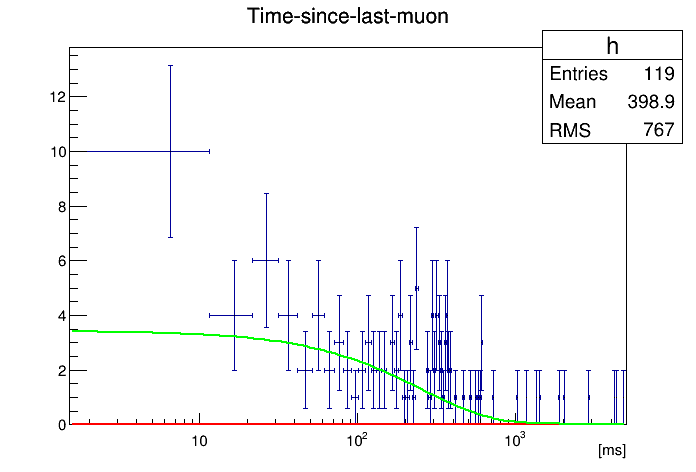 Time-since-last-muon
h
Entries 119
Mean 398.9
RMS 767
12
10
8
6
4
2
0
10
10²
10³
[ms]